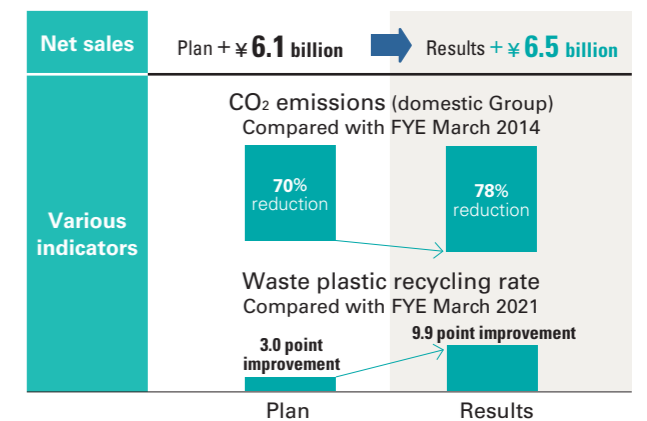 Net sales
Plan + ¥ 6.1 billion
Results + ¥ 6.5 billion
Various
indicators
CO2 emissions (domestic Group)
Compared with FYE March 2014
70%
reduction
78%
reduction
Waste plastic recycling rate
Compared with FYE March 2021
3.0 point
improvement
9.9 point improvement
Plan
Results